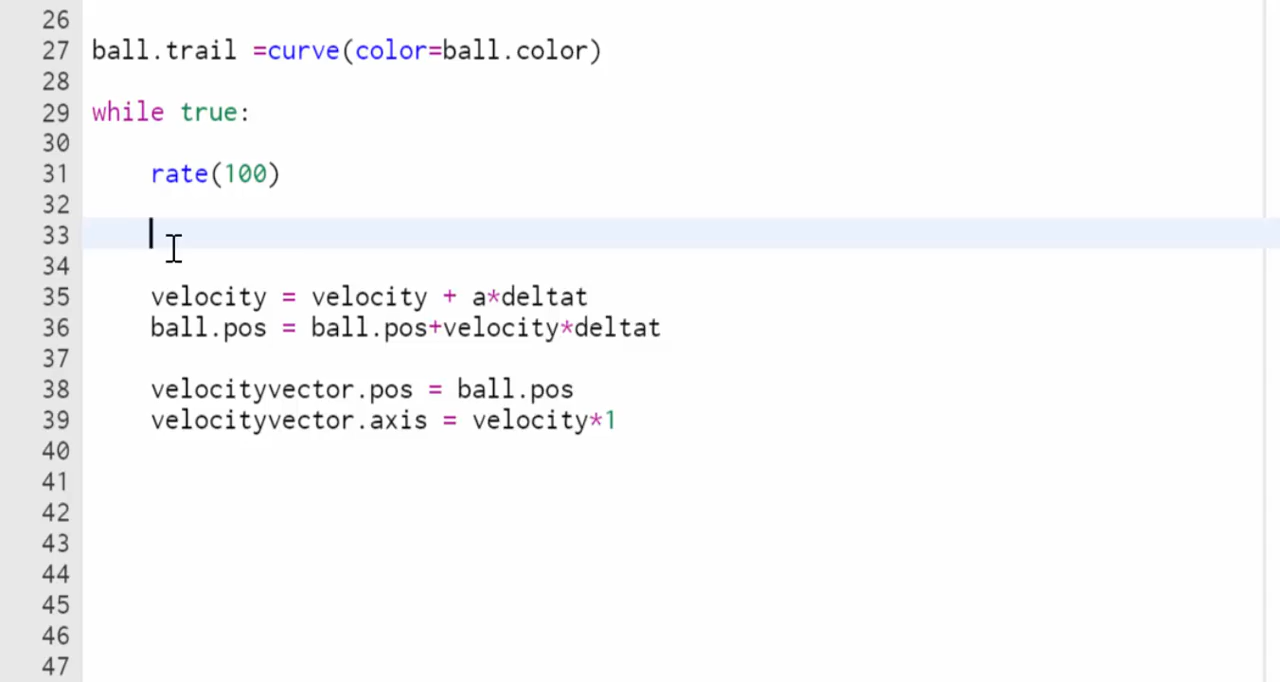 26
27 ball.trail =curve(color=ball.color)
28
29 while true:
30
31 rate(100)
32
33
34
35 velocity = velocity + a*deltat
36 ball.pos = ball.pos+velocity*deltat
37
38 velocityvector.pos = ball.pos
39 velocityvector.axis = velocity*1
40
41
42
43
44
45
46
47